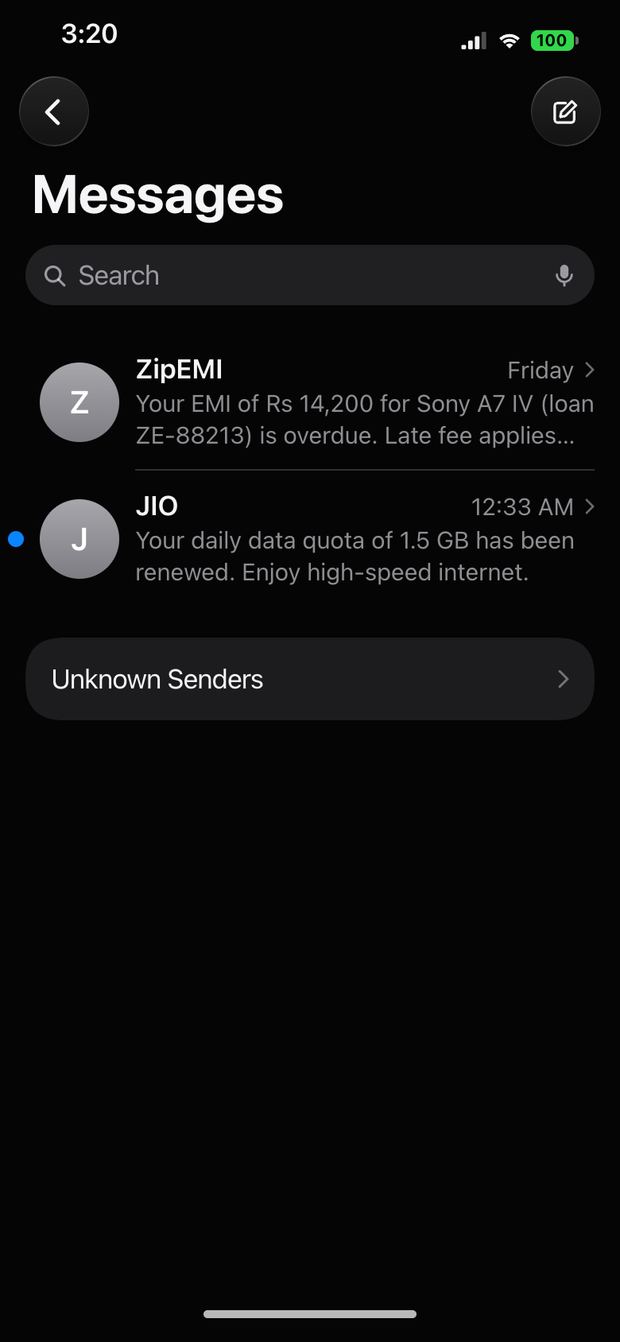 3:20
100
Messages
Search
ZipEMI
Friday
Your EMI of Rs 14,200 for Sony A7 IV (loan
ZE-88213) is overdue. Late fee applies...
JIO
12:33 AM
J
Your daily data quota of 1.5 GB has been
renewed. Enjoy high-speed internet.
Z
Unknown Senders